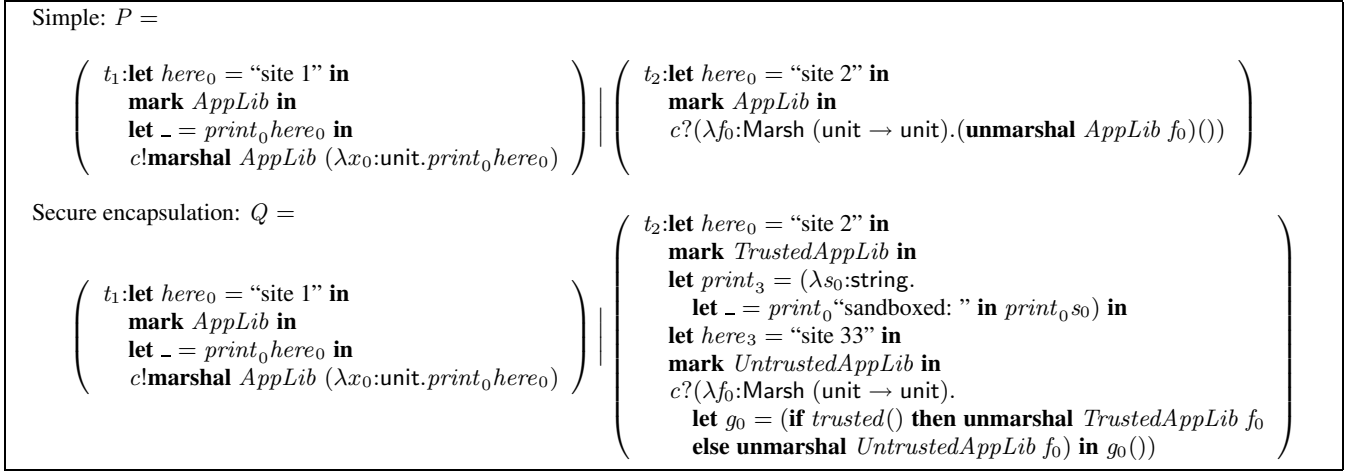 Simple: P =
t₁:let here₀ = “site 1” in
mark AppLib in
let _ = print₀here₀ in
c!marshal AppLib (λx₀:unit.print₀here₀)
|
t₂:let here₀ = “site 2” in
mark AppLib in
c?(λf₀:Marsh (unit → unit).(unmarshal AppLib f₀)())
Secure encapsulation: Q =
t₁:let here₀ = “site 1” in
mark AppLib in
let _ = print₀here₀ in
c!marshal AppLib (λx₀:unit.print₀here₀)
|
t₂:let here₀ = “site 2” in
mark TrustedAppLib in
let print₃ = (λs₀:string.
let _ = print₀“sandboxed: ” in print₀s₀) in
let here₃ = “site 33” in
mark UntrustedAppLib in
c?(λf₀:Marsh (unit → unit).
let g₀ = (if trusted() then unmarshal TrustedAppLib f₀
else unmarshal UntrustedAppLib f₀) in g₀())